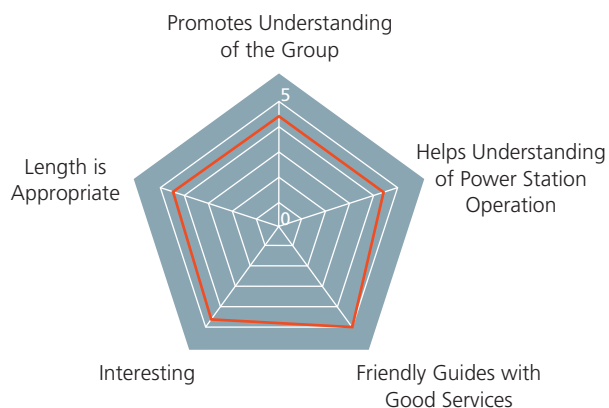 Promotes Understanding
of the Group
5
Length is
Appropriate
Helps Understanding
of Power Station
Operation
0
Interesting
Friendly Guides with
Good Services